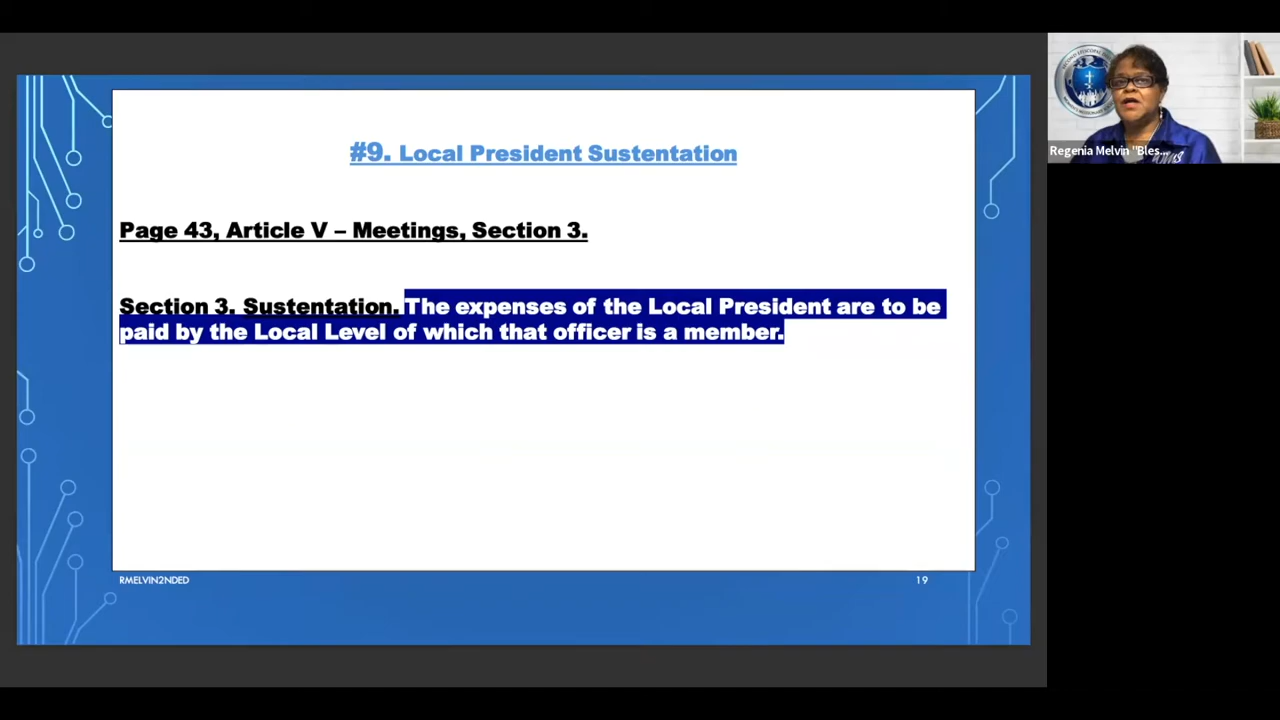 #9. Local President Sustentation
Page 43, Article V – Meetings, Section 3.
Section 3. Sustentation. The expenses of the Local President are to be
paid by the Local Level of which that officer is a member.
RMELVIN2NDED
19
Regenia Melvin "Bles...